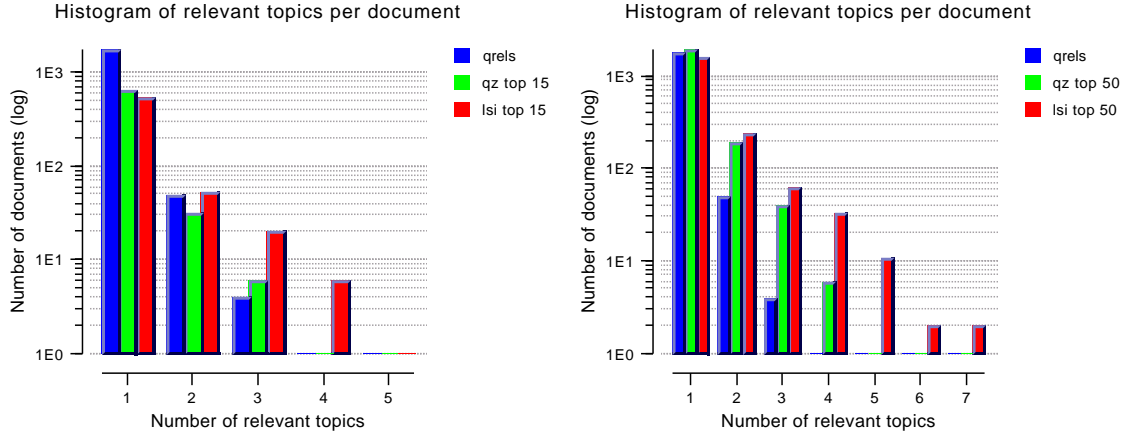 Histogram of relevant topics per document
Number of documents (log)
1E3
1E2
1E1
1E0
1 2 3 4 5
Number of relevant topics
qrels
qz top 15
lsi top 15
Histogram of relevant topics per document
Number of documents (log)
1E3
1E2
1E1
1E0
1 2 3 4 5 6 7
Number of relevant topics
qrels
qz top 50
lsi top 50